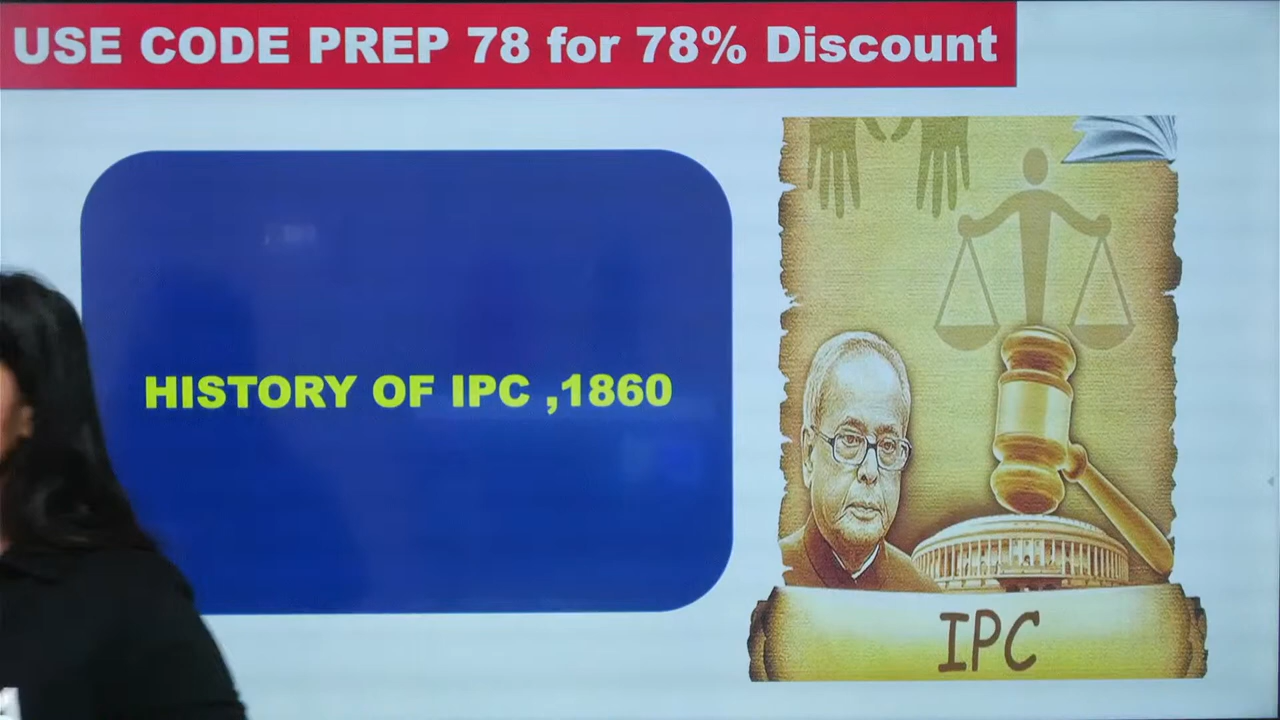 USE CODE PREP 78 for 78% Discount
HISTORY OF IPC ,1860
IPC